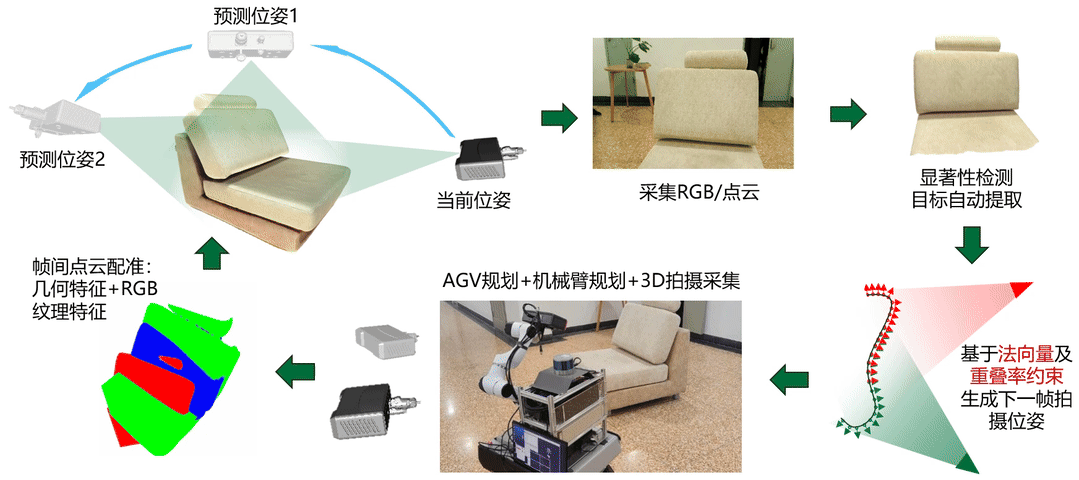 预测位姿1
预测位姿2
当前位姿
采集RGB/点云
显著性检测
目标自动提取
基于法向量及
重叠率约束
生成下一帧拍
摄位姿
AGV规划+机械臂规划+3D拍摄采集
帧间点云配准：
几何特征+RGB
纹理特征